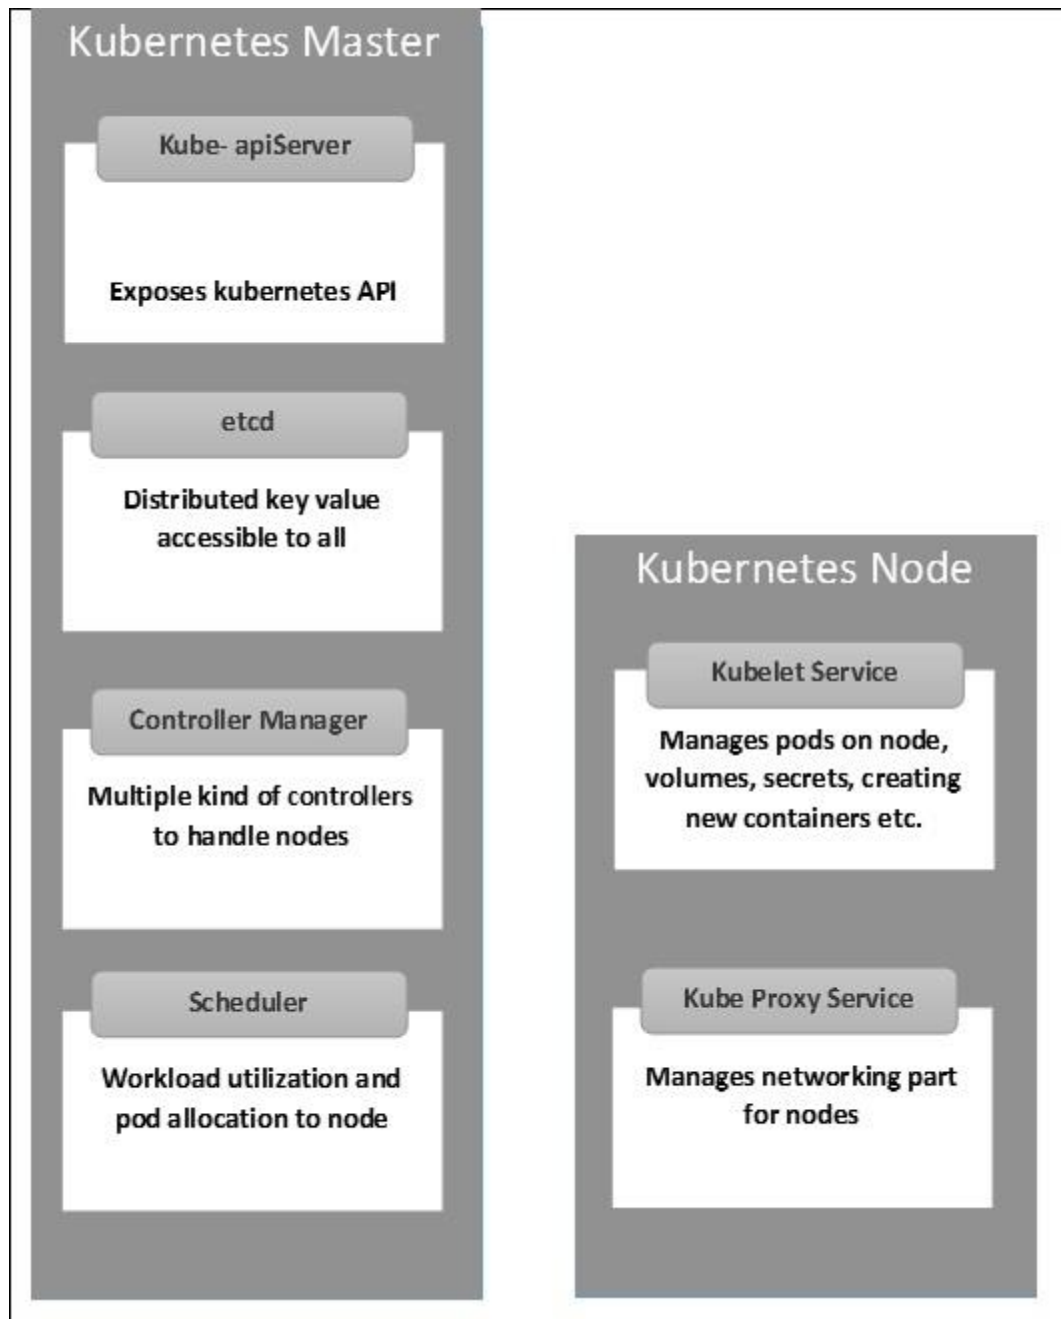 Kubernetes Master
Kube- apiServer
Exposes kubernetes API
etcd
Distributed key value
accessible to all
Controller Manager
Multiple kind of controllers
to handle nodes
Scheduler
Workload utilization and
pod allocation to node
Kubernetes Node
Kubelet Service
Manages pods on node,
volumes, secrets, creating
new containers etc.
Kube Proxy Service
Manages networking part
for nodes